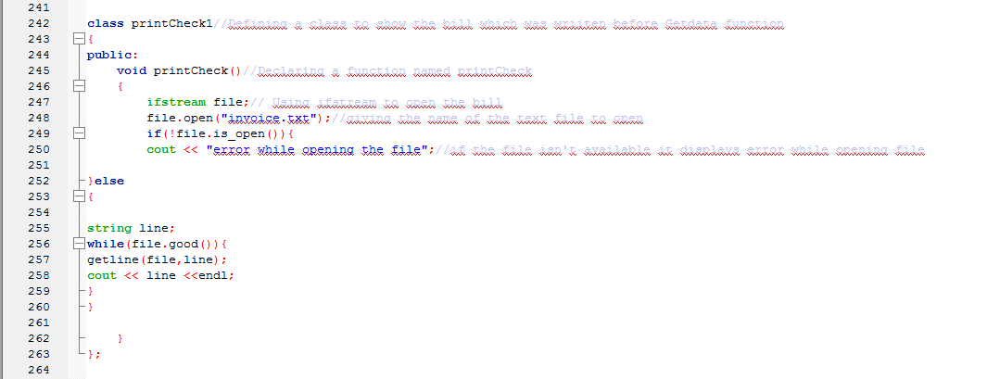 241
242 class printCheck1//Defining a class to show the bill which was wriiten before Getdata function
243 {
244 public:
245 void printCheck()//Declaring a function named printCheck
246 {
247 ifstream file;// Using ifstream to open the bill
248 file.open("invoice.txt");//giving the name of the text file to open
249 if(!file.is_open()){
250 cout << "error while opening the file";//if the file isn't available it displays error while opening file
251
252 }else
253 {
254
255 string line;
256 while(file.good()){
257 getline(file,line);
258 cout << line <<endl;
259 }
260 }
261
262 }
263 };
264